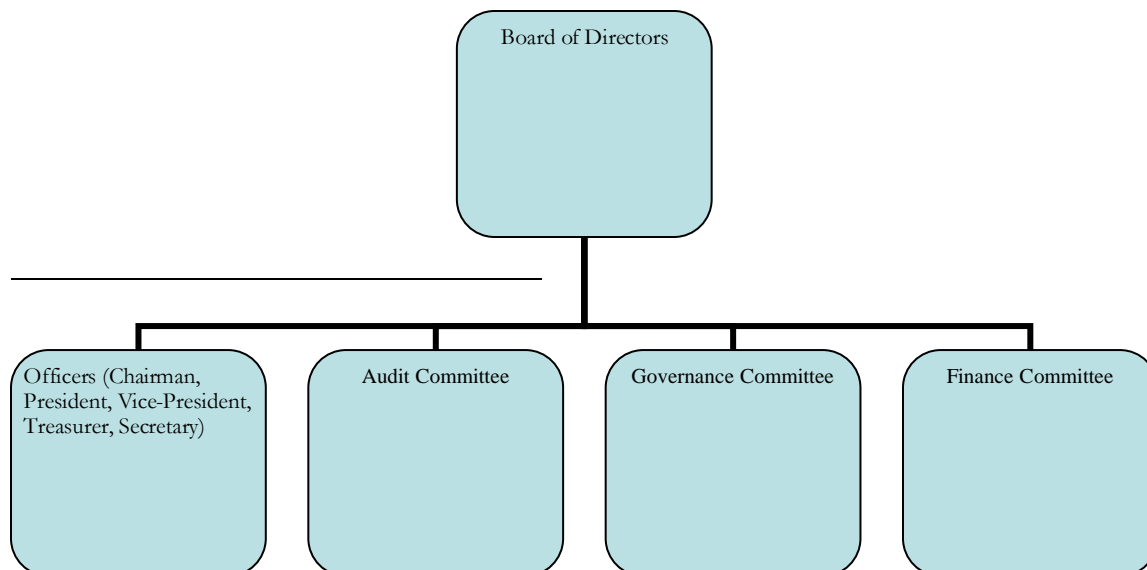 Board of Directors
Officers (Chairman,
President, Vice-President,
Treasurer, Secretary)
Audit Committee
Governance Committee
Finance Committee